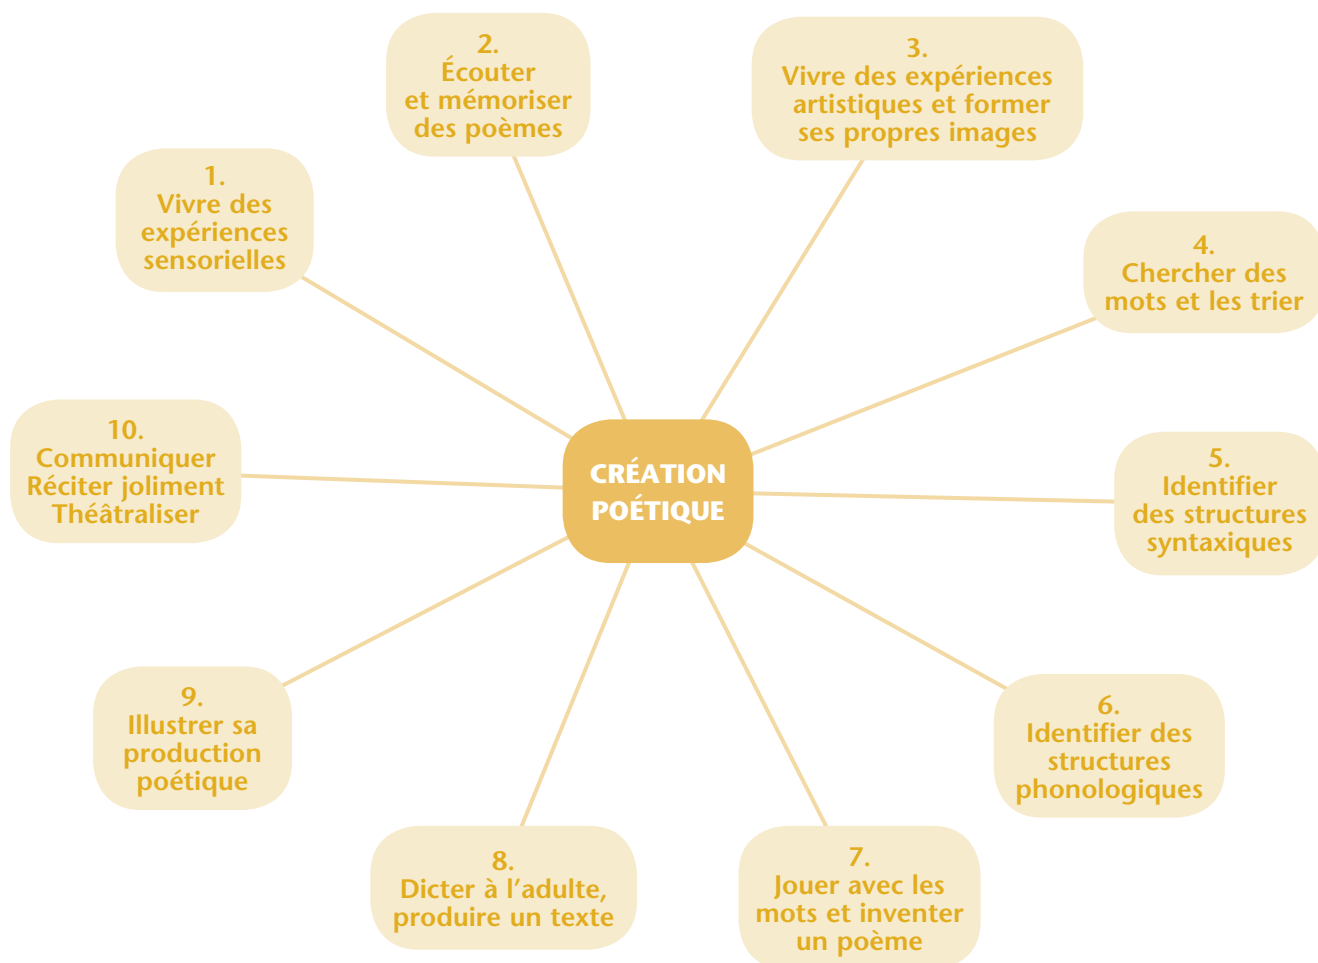 1.
Vivre des
expériences
sensorielles
2.
Écouter
et mémoriser
des poèmes
3.
Vivre des expériences
artistiques et former
ses propres images
4.
Chercher des
mots et les trier
5.
Identifier
des structures
syntaxiques
6.
Identifier des
structures
phonologiques
7.
Jouer avec les
mots et inventer
un poème
8.
Dicter à l’adulte,
produire un texte
9.
Illustrer sa
production
poétique
10.
Communiquer
Réciter joliment
Théâtraliser
CRÉATION
POÉTIQUE